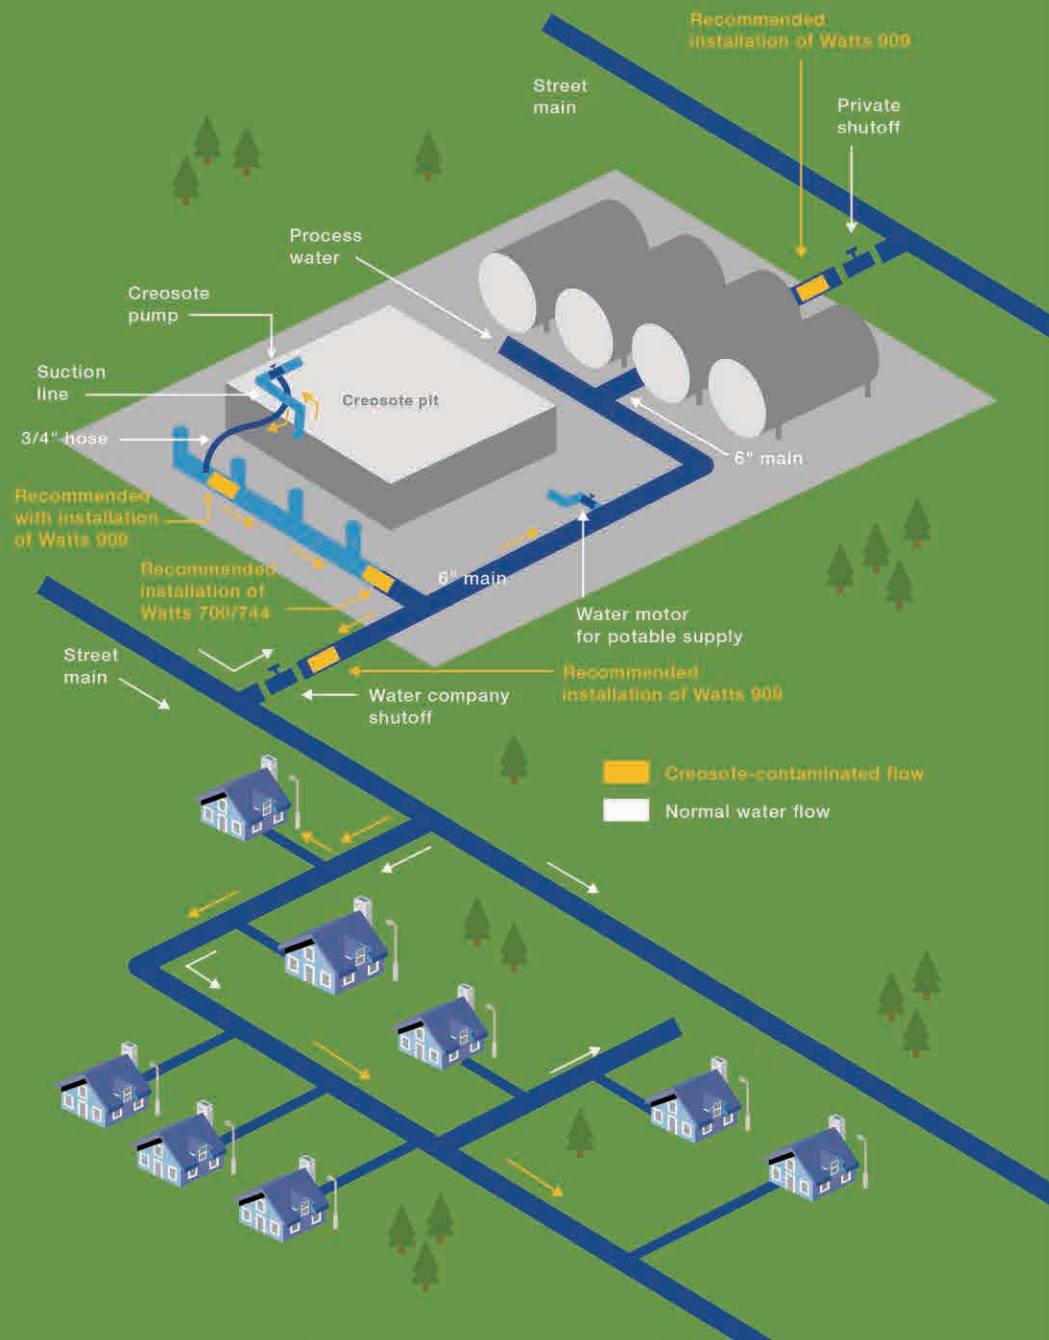 Recommended
installation of Watts 909
Street
main
Private
shutoff
Process
water
Creosote
pump
Suction
line
Creosote pit
3/4" hose
6" main
Recommended
with installation
of Watts 909
Recommended
installation of
Watts 700/744
6" main
Water motor
for potable supply
Street
main
Recommended
installation of Watts 909
Water company
shutoff
Creosote-contaminated flow
Normal water flow